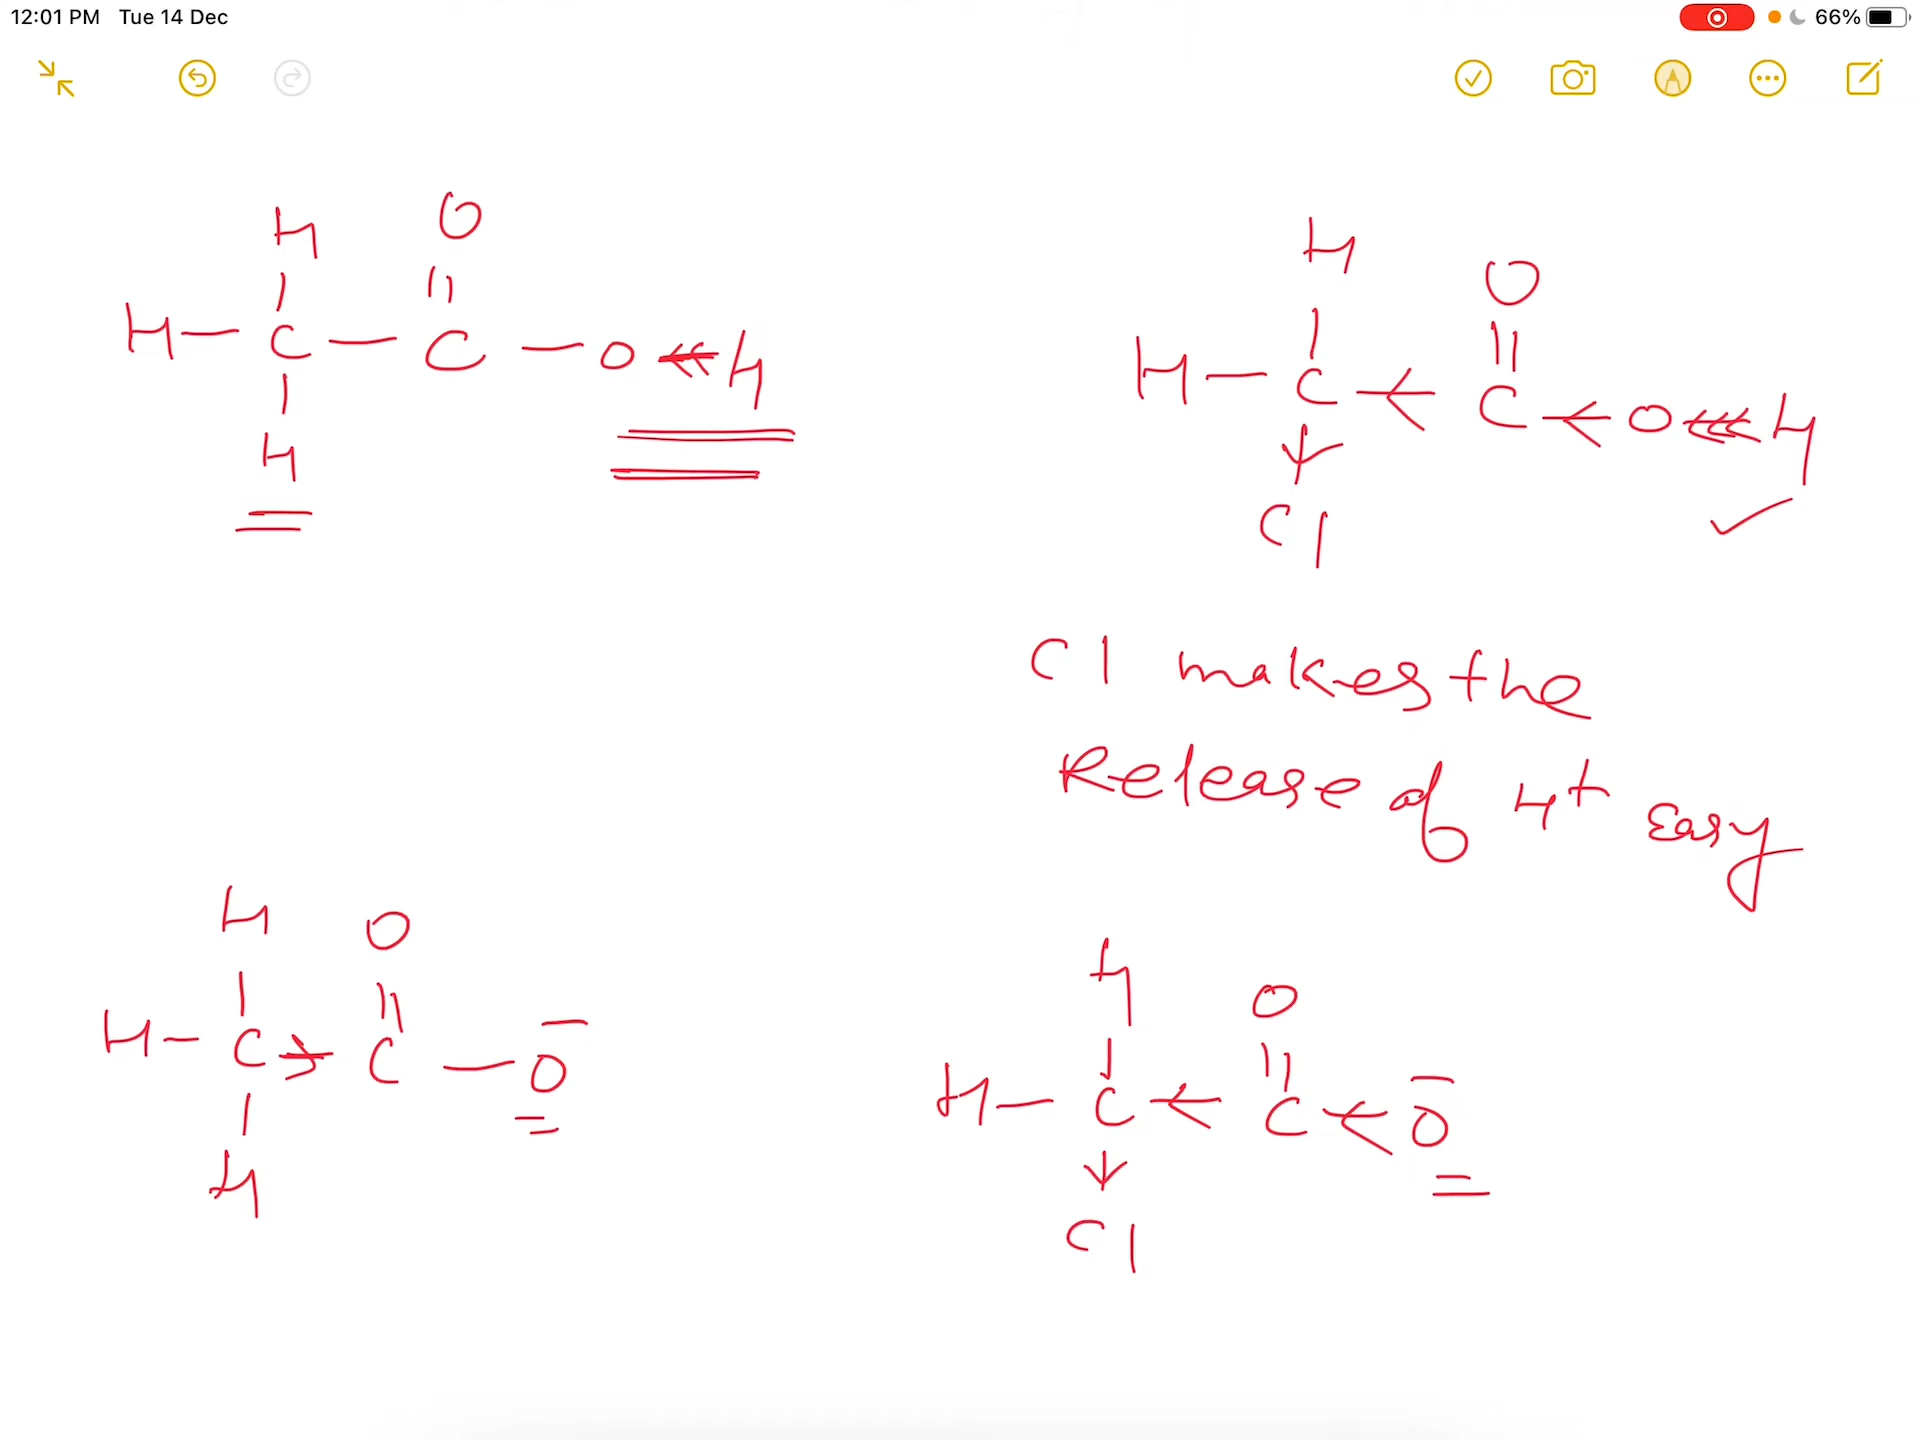 12:01 PM Tue 14 Dec 66%
H O
H C C O H
H
H O
H C C O H
Cl
Cl makes the
Release of H+ easy
H O
H C C O
H
H O
H C C O
Cl